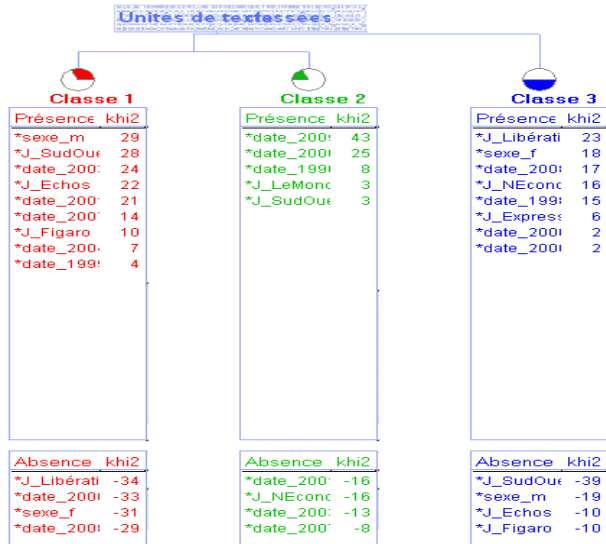 Unités de
Classe 1
Présence khi2
*sexe_m 29
*J_SudOue 28
*date_200: 24
*J_Echos 22
*date_200' 21
*date_200' 14
*J_Figaro 10
*date_200 7
*date_199! 4
Absence khi2
*J_Libérati -34
*date_200 -33
*sexe_f -31
*date_200 -29
Classe 2
Présence khi2
*date_200 43
*date_200 25
*date_199 8
*J_LeMonc 3
*J_SudOue 3
Absence khi2
*date_200 -16
*J_NEconc -16
*date_200: -13
*date_200' -8
Classe 3
Présence khi2
*J_Libérati 23
*sexe_f 18
*date_200 17
*J_NEconc 16
*date_199 15
*J_Express 6
*date_200 2
*date_200 2
Absence khi2
*J_SudOue -39
*sexe_m -19
*J_Echos -10
*J_Figaro -10